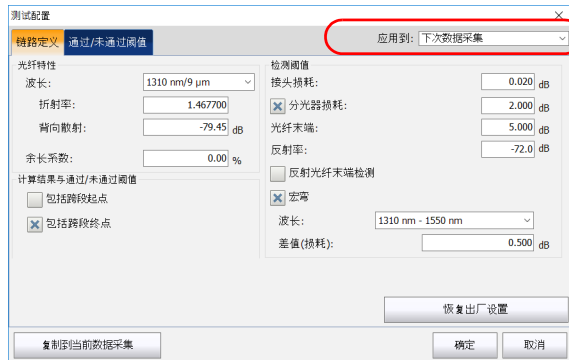 测试配置
链路定义 通过/未通过阈值 应用到: 下次数据采集
光纤特性
波长: 1310 nm/9 µm
折射率: 1.467700
背向散射: -79.45 dB
余长系数: 0.00 %
计算结果与通过/未通过阈值
包括跨段起点
包括跨段终点
检测阈值
接头损耗: 0.020 dB
分光器损耗: 2.000 dB
光纤末端: 5.000 dB
反射率: -72.0 dB
反射光纤末端检测
宏弯
波长: 1310 nm - 1550 nm
差值(损耗): 0.500 dB
恢复出厂设置
复制到当前数据采集 确定 取消